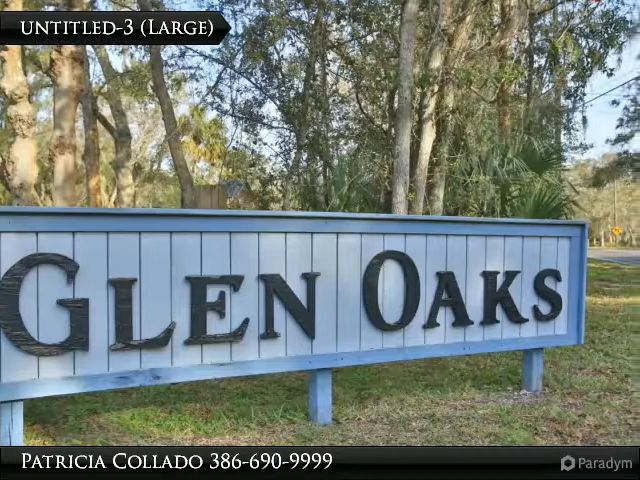 UNTITLED-3 (LARGE)
GLEN OAKS
PATRICIA COLLADO 386-690-9999
Paradym